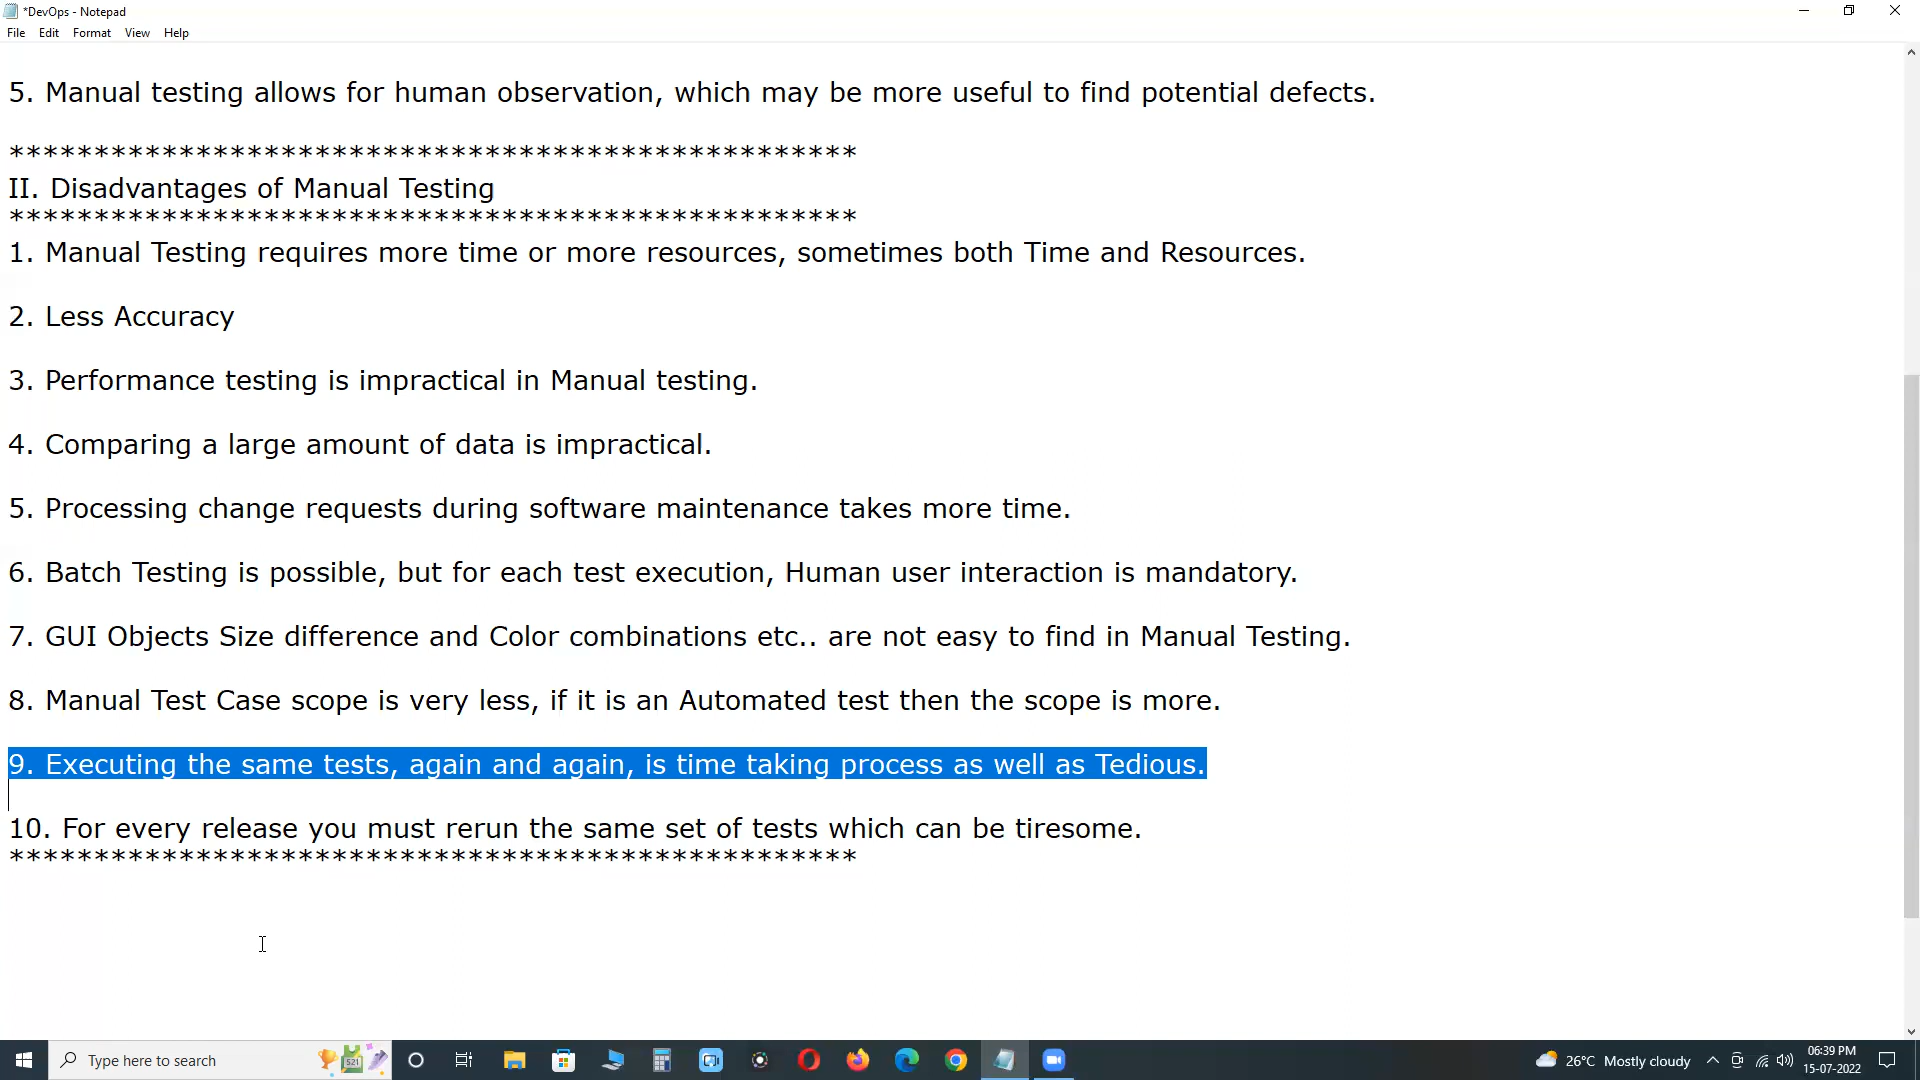 *DevOps - Notepad
File Edit Format View Help
5. Manual testing allows for human observation, which may be more useful to find potential defects.
**************************************************
II. Disadvantages of Manual Testing
**************************************************
1. Manual Testing requires more time or more resources, sometimes both Time and Resources.
2. Less Accuracy
3. Performance testing is impractical in Manual testing.
4. Comparing a large amount of data is impractical.
5. Processing change requests during software maintenance takes more time.
6. Batch Testing is possible, but for each test execution, Human user interaction is mandatory.
7. GUI Objects Size difference and Color combinations etc.. are not easy to find in Manual Testing.
8. Manual Test Case scope is very less, if it is an Automated test then the scope is more.
9. Executing the same tests, again and again, is time taking process as well as Tedious.
10. For every release you must rerun the same set of tests which can be tiresome.
**************************************************
Type here to search
26°C Mostly cloudy
06:39 PM
15-07-2022